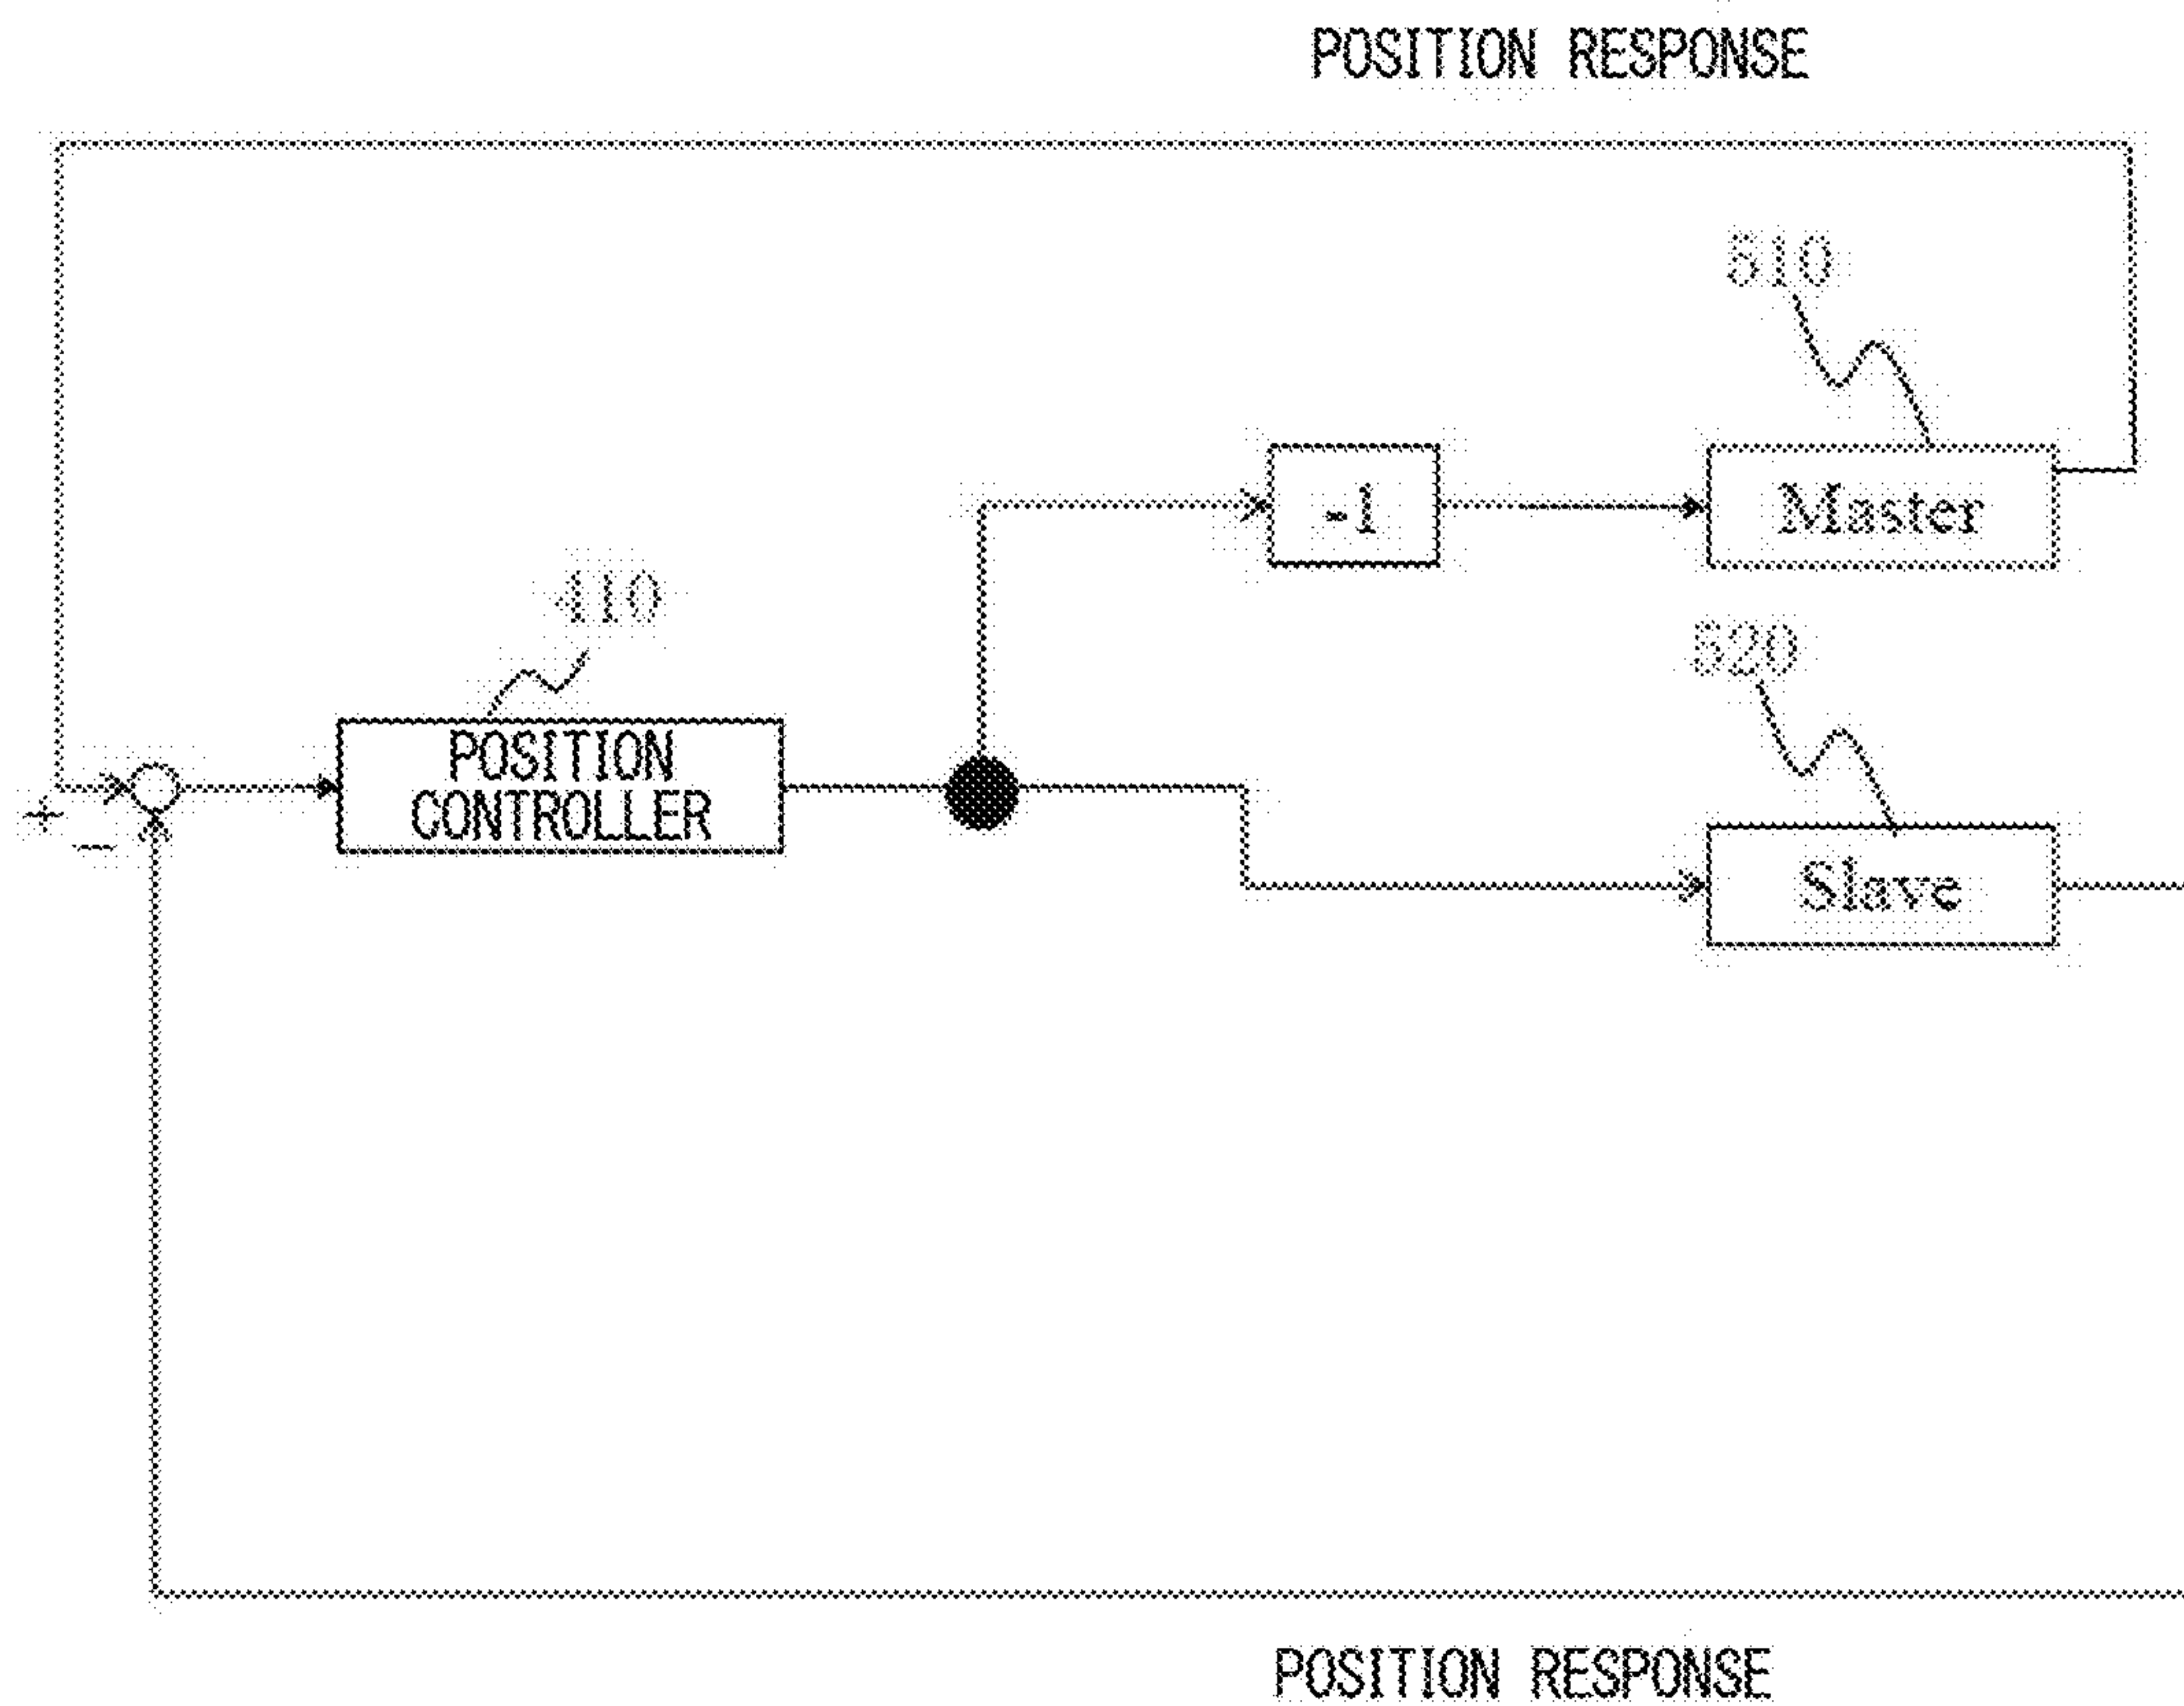 POSITION RESPONSE
510
-1
Master
410
520
POSITION
CONTROLLER
+
−
Slave
POSITION RESPONSE